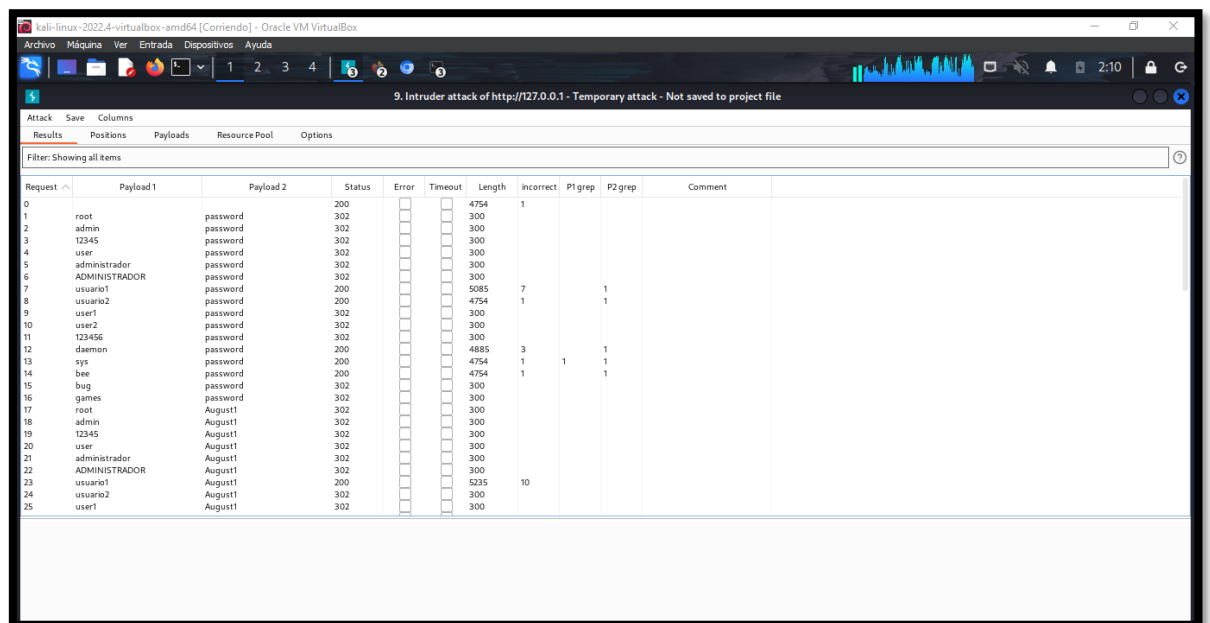 kali-linux-2022.4-virtualbox-amd64 [Corriendo] - Oracle VM VirtualBox
Archivo Máquina Ver Entrada Dispositivos Ayuda
1 2 3 4 3 2 3 2:10
9. Intruder attack of http://127.0.0.1 - Temporary attack - Not saved to project file
Attack Save Columns
Results Positions Payloads Resource Pool Options
Filter: Showing all items
Request Payload 1 Payload 2 Status Error Timeout Length incorrect P1 grep P2 grep Comment
0 200 4754 1
1 root password 302 300
2 admin password 302 300
3 12345 password 302 300
4 user password 302 300
5 administrador password 302 300
6 ADMINISTRADOR password 302 300
7 usuario1 password 200 5085 7 1
8 usuario2 password 200 4754 1 1
9 user1 password 302 300
10 user2 password 302 300
11 123456 password 302 300
12 daemon password 200 4885 3 1
13 sys password 200 4754 1 1 1
14 bee password 200 4754 1 1
15 bug password 302 300
16 games password 302 300
17 root August1 302 300
18 admin August1 302 300
19 12345 August1 302 300
20 user August1 302 300
21 administrador August1 302 300
22 ADMINISTRADOR August1 302 300
23 usuario1 August1 200 5235 10
24 usuario2 August1 302 300
25 user1 August1 302 300